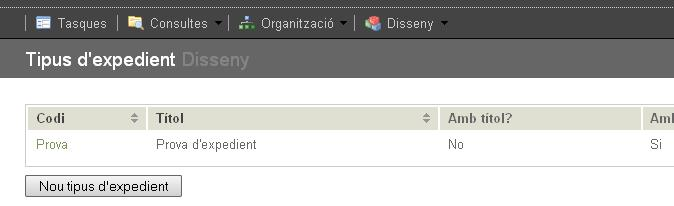 Tasques Consultes Organització Disseny
Tipus d'expedient Disseny
Codi Títol Amb títol? Amb
Prova Prova d'expedient No Si
Nou tipus d'expedient